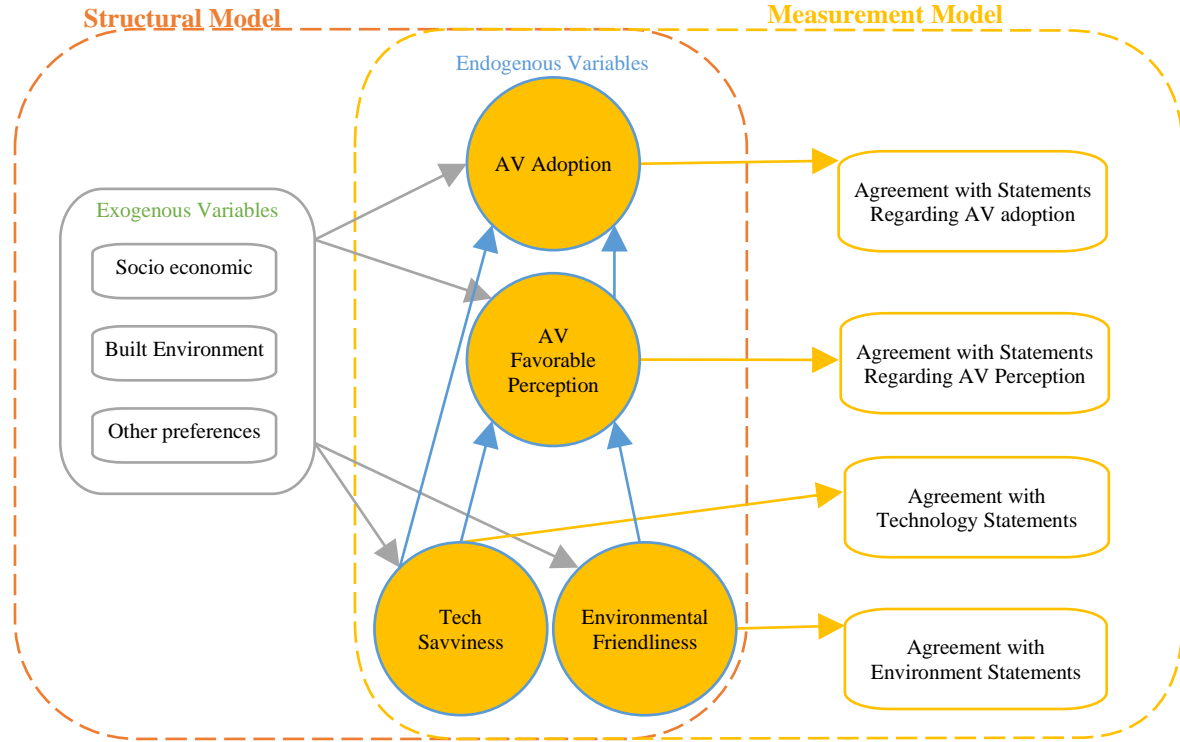 Structural Model
Measurement Model
Endogenous Variables
AV Adoption
Agreement with Statements
Regarding AV adoption
Exogenous Variables
Socio economic
Built Environment
Other preferences
AV
Favorable
Perception
Agreement with Statements
Regarding AV Perception
Agreement with
Technology Statements
Tech
Savviness
Environmental
Friendliness
Agreement with
Environment Statements